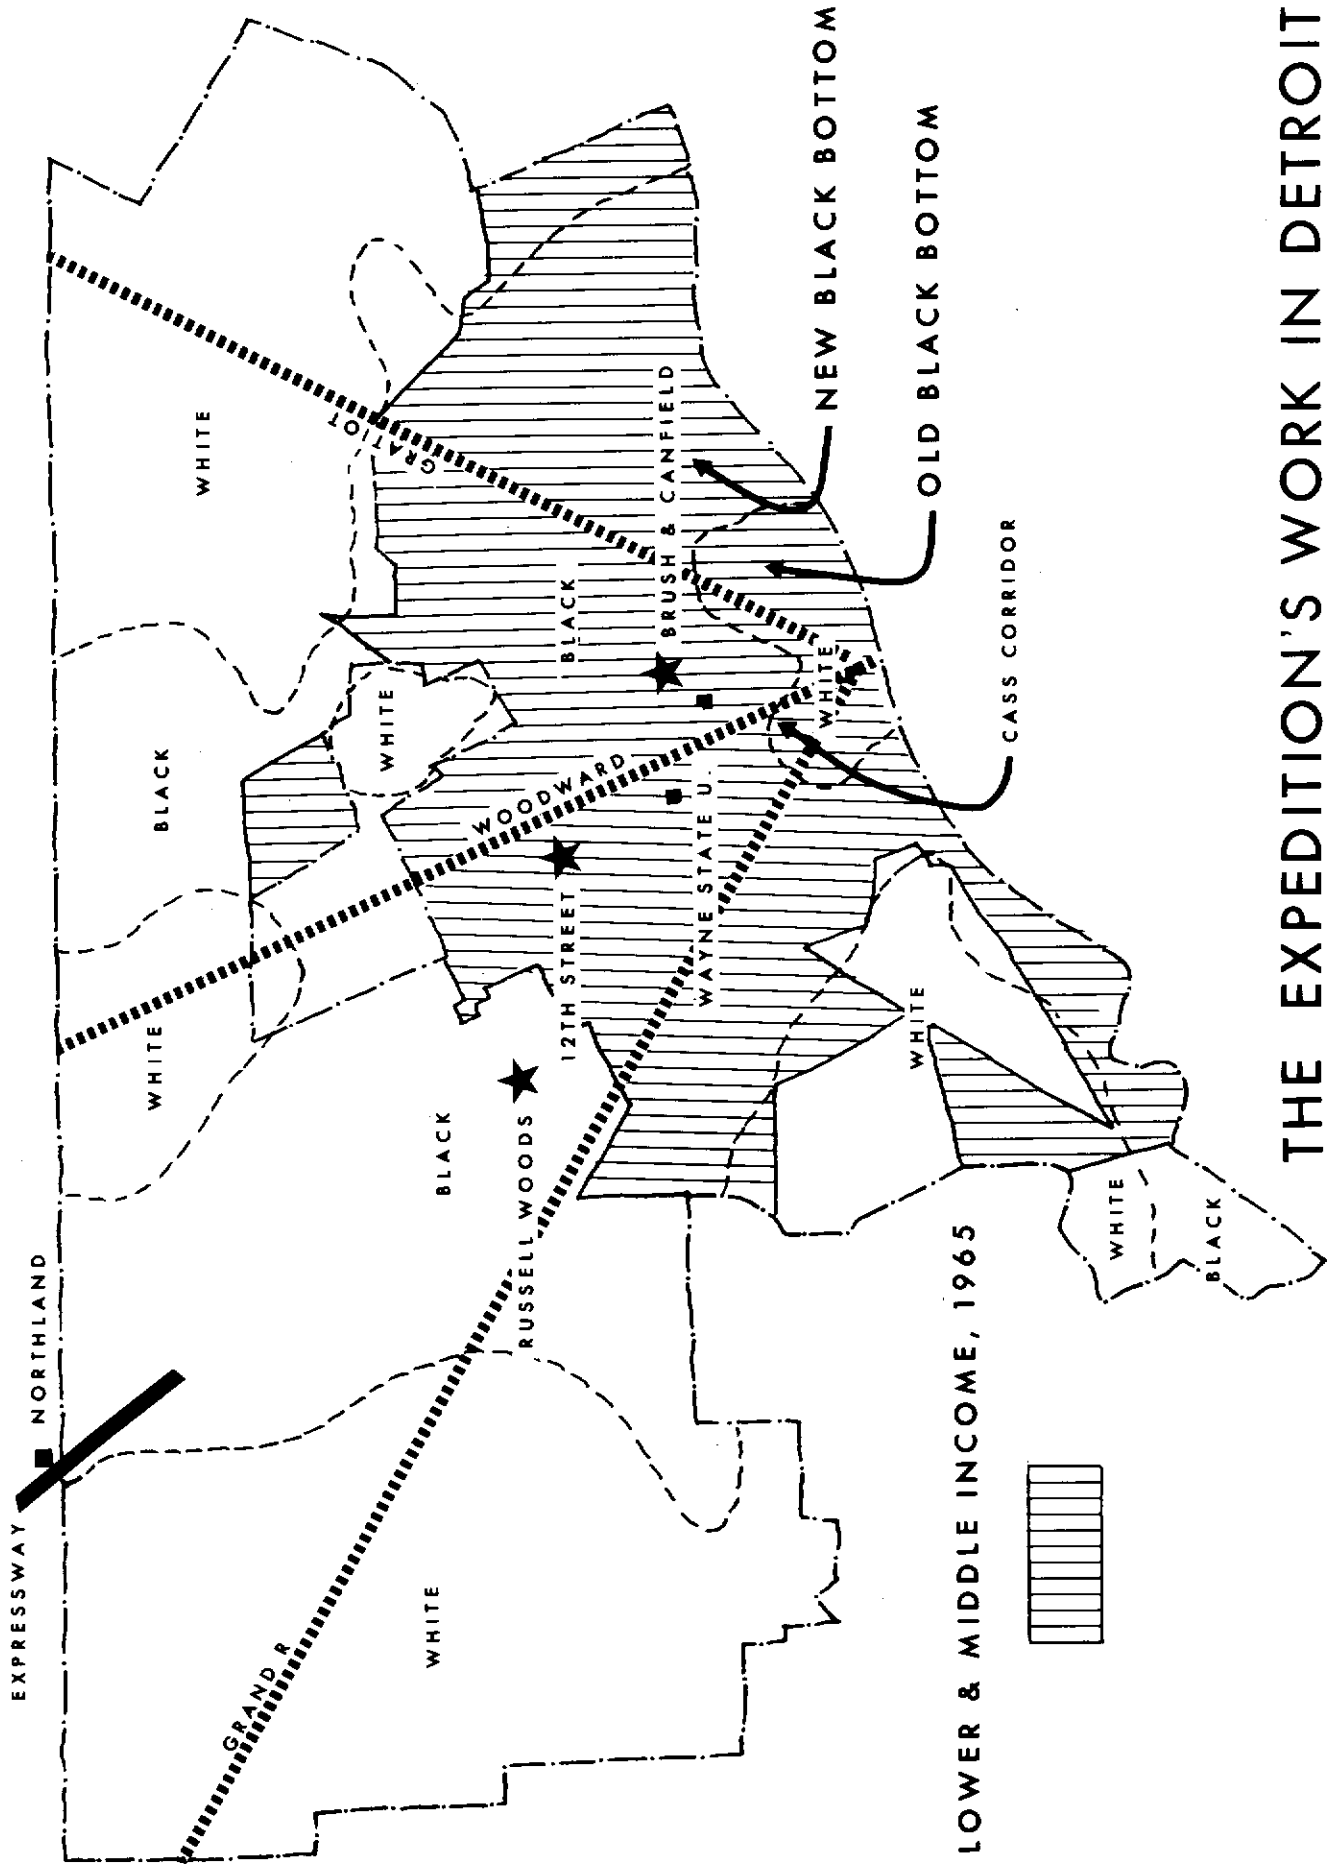 EXPRESSWAY
NORTHLAND
GRAND R
WHITE
WHITE
BLACK
WHITE
BLACK
RUSSELL WOODS
12TH STREET
WOODWARD
WHITE
GRATIOT
BLACK
BRUSH & CANFIELD
WAYNE STATE U.
WHITE
WHITE
WHITE
BLACK
NEW BLACK BOTTOM
OLD BLACK BOTTOM
CASS CORRIDOR
LOWER & MIDDLE INCOME, 1965
THE EXPEDITION'S WORK IN DETROIT